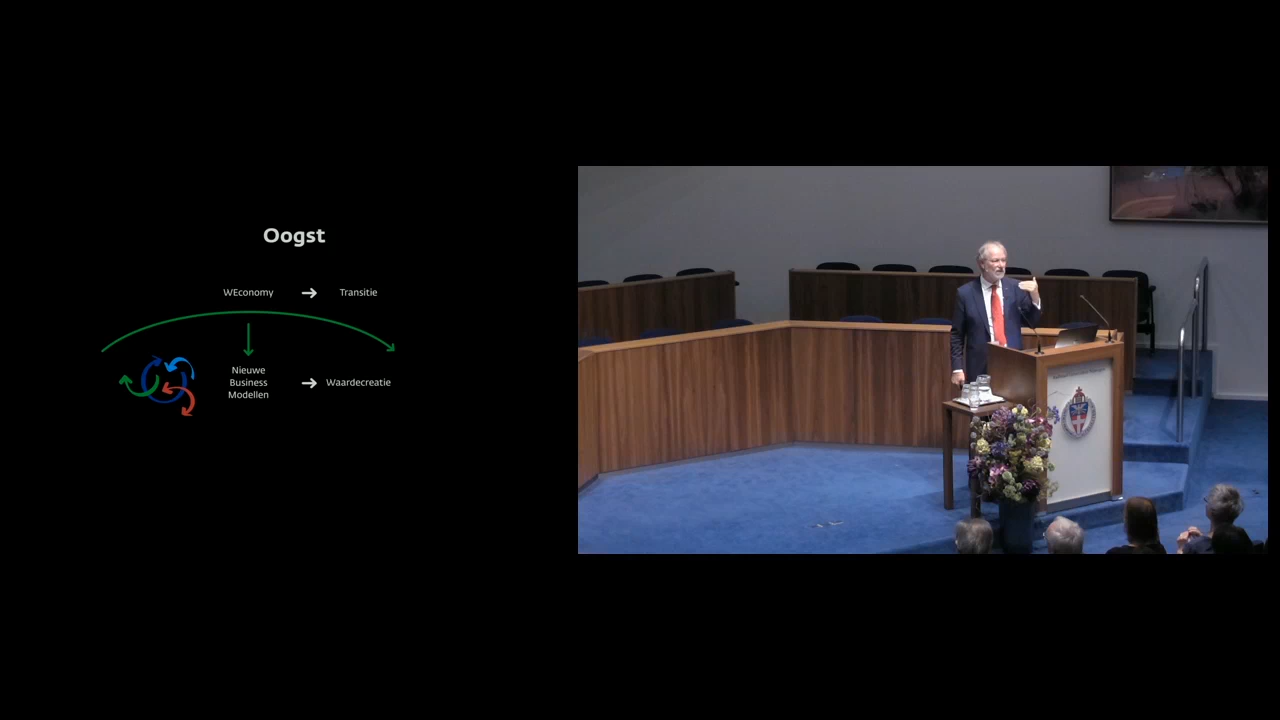 Oogst
WEconomy → Transitie
Nieuwe
Business
Modellen
→ Waardecreatie